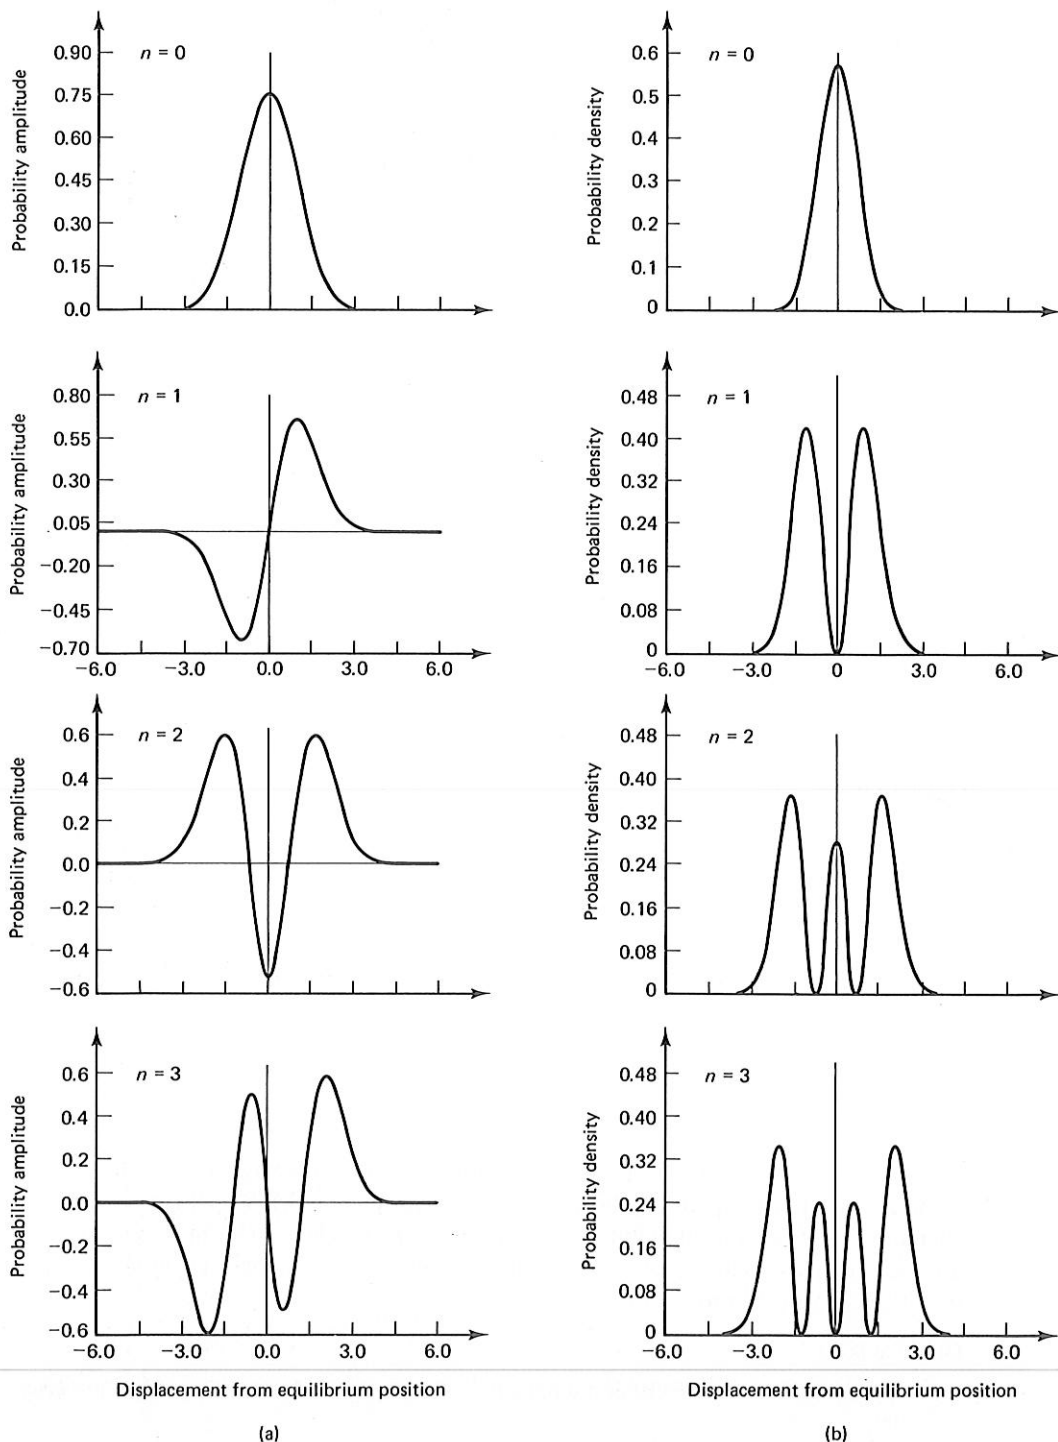 n = 0
Probability amplitude
0.90
0.75
0.60
0.45
0.30
0.15
0.0
n = 0
Probability density
0.6
0.5
0.4
0.3
0.2
0.1
0
n = 1
Probability amplitude
0.80
0.55
0.30
0.05
−0.20
−0.45
−0.70
−6.0 −3.0 0.0 3.0 6.0
n = 1
Probability density
0.48
0.40
0.32
0.24
0.16
0.08
0
−6.0 −3.0 0 3.0 6.0
n = 2
Probability amplitude
0.6
0.4
0.2
0.0
−0.2
−0.4
−0.6
n = 2
Probability density
0.48
0.40
0.32
0.24
0.16
0.08
0
n = 3
Probability amplitude
0.6
0.4
0.2
0.0
−0.2
−0.4
−0.6
−6.0 −3.0 0.0 3.0 6.0
Displacement from equilibrium position
(a)
n = 3
Probability density
0.48
0.40
0.32
0.24
0.16
0.08
0
−6.0 −3.0 0 3.0 6.0
Displacement from equilibrium position
(b)